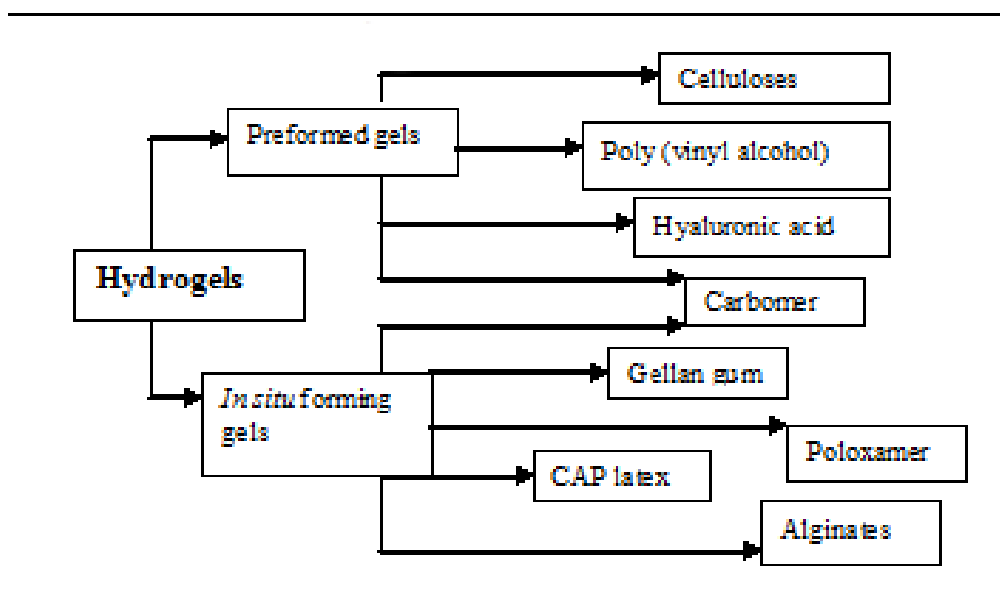 Celluloses
Preformed gels
Poly (vinyl alcohol)
Hyaluronic acid
Hydrogels
Carbomer
Gellan gum
In situ forming
gels
Poloxamer
CAP latex
Alginates